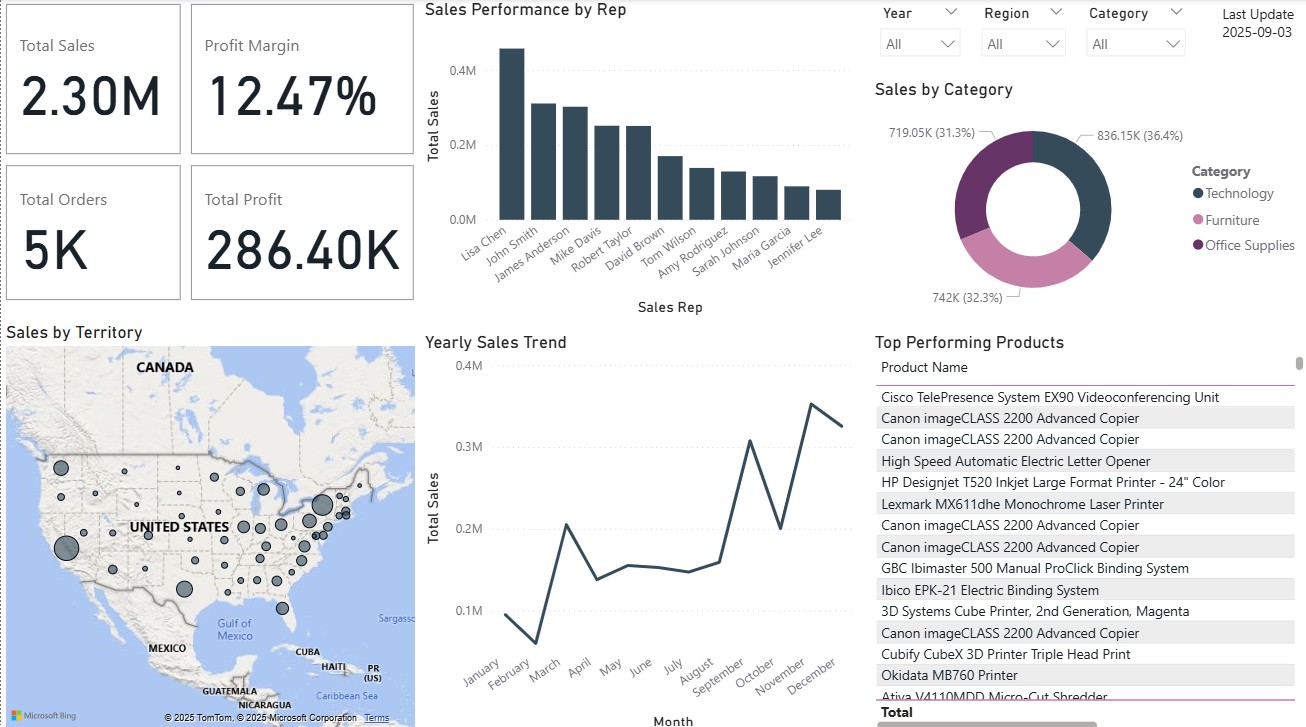 Total Sales
2.30M
Profit Margin
12.47%
Total Orders
5K
Total Profit
286.40K
Sales Performance by Rep
Total Sales
0.4M
0.2M
0.0M
Lisa Chen
John Smith
James Anderson
Mike Davis
Robert Taylor
David Brown
Tom Wilson
Amy Rodriguez
Sarah Johnson
Maria Garcia
Jennifer Lee
Sales Rep
Year
All
Region
All
Category
All
Last Update
2025-09-03
Sales by Category
719.05K (31.3%)
836.15K (36.4%)
742K (32.3%)
Category
Technology
Furniture
Office Supplies
Sales by Territory
CANADA
UNITED STATES
MEXICO
Gulf of
Mexico
CUBA
HAITI
PR
(US)
GUATEMALA
Caribbean Sea
NICARAGUA
Sargasso
Microsoft Bing
© 2025 TomTom, © 2025 Microsoft Corporation Terms
Yearly Sales Trend
Total Sales
0.4M
0.3M
0.2M
0.1M
January
February
March
April
May
June
July
August
September
October
November
December
Month
Top Performing Products
Product Name
Cisco TelePresence System EX90 Videoconferencing Unit
Canon imageCLASS 2200 Advanced Copier
Canon imageCLASS 2200 Advanced Copier
High Speed Automatic Electric Letter Opener
HP Designjet T520 Inkjet Large Format Printer - 24" Color
Lexmark MX611dhe Monochrome Laser Printer
Canon imageCLASS 2200 Advanced Copier
Canon imageCLASS 2200 Advanced Copier
GBC Ibimaster 500 Manual ProClick Binding System
Ibico EPK-21 Electric Binding System
3D Systems Cube Printer, 2nd Generation, Magenta
Canon imageCLASS 2200 Advanced Copier
Cubify CubeX 3D Printer Triple Head Print
Okidata MB760 Printer
Ativa V4110MDD Micro-Cut Shredder
Total